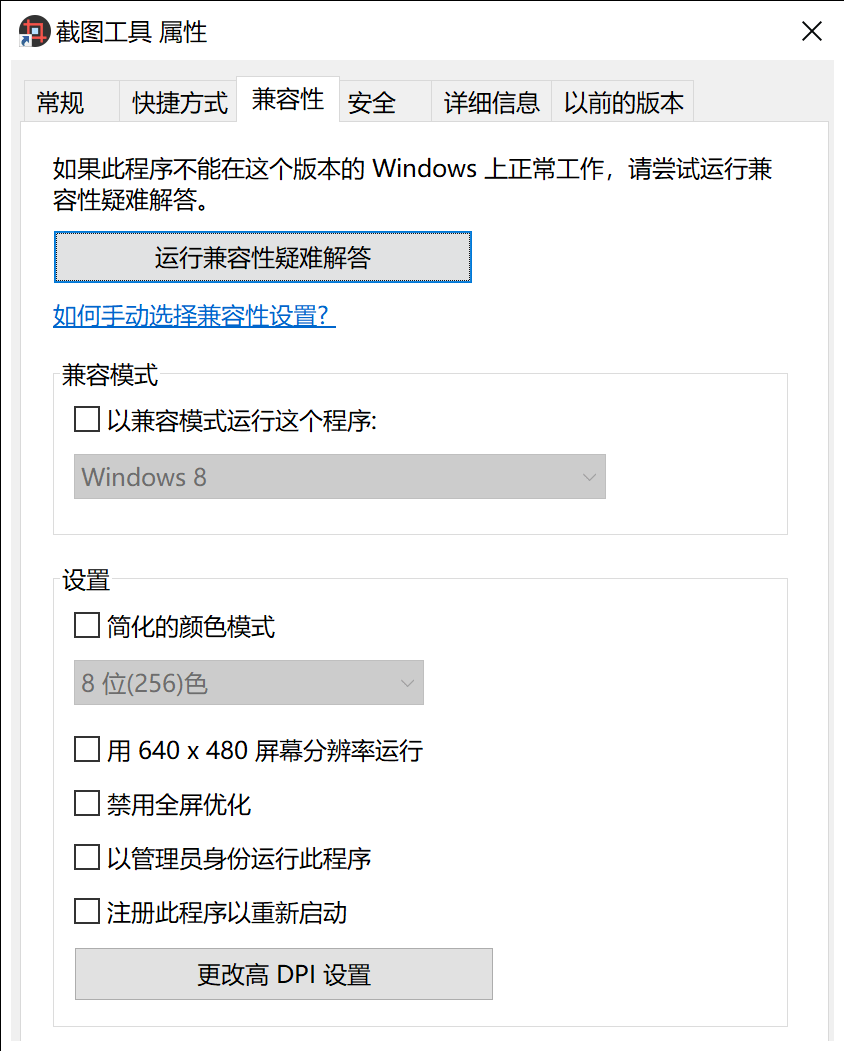 截图工具 属性
常规 快捷方式 兼容性 安全 详细信息 以前的版本
如果此程序不能在这个版本的 Windows 上正常工作，请尝试运行兼
容性疑难解答。
运行兼容性疑难解答
如何手动选择兼容性设置?
兼容模式
以兼容模式运行这个程序:
Windows 8
设置
简化的颜色模式
8 位(256)色
用 640 x 480 屏幕分辨率运行
禁用全屏优化
以管理员身份运行此程序
注册此程序以重新启动
更改高 DPI 设置